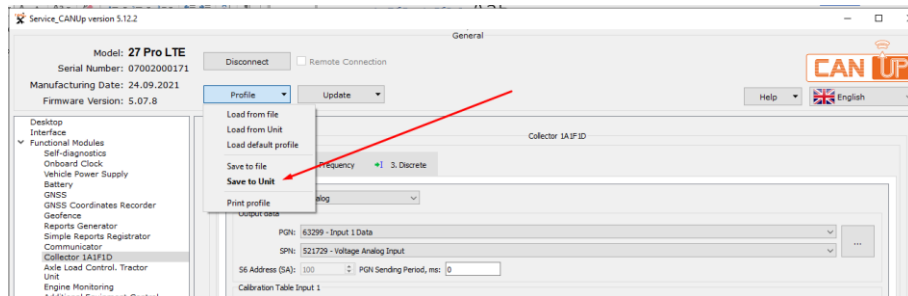 Service_CANUp version 5.12.2
General
Model: 27 Pro LTE
Serial Number: 07002000171
Manufacturing Date: 24.09.2021
Firmware Version: 5.07.8
Disconnect
Remote Connection
Profile
Update
CAN UP
Help
English
Load from file
Load from Unit
Load default profile
Save to file
Save to Unit
Print profile
Desktop
Interface
Functional Modules
Self-diagnostics
Onboard Clock
Vehicle Power Supply
Battery
GNSS
GNSS Coordinates Recorder
Geofence
Reports Generator
Simple Reports Registrator
Communicator
Collector 1A1F1D
Axle Load Control. Tractor
Unit
Engine Monitoring
Collector 1A1F1D
Frequency
3. Discrete
alog
Output data
PGN: 63299 - Input 1 Data
SPN: 521729 - Voltage Analog Input
...
S6 Address (SA): 100
PGN Sending Period, ms: 0
Calibration Table Input 1